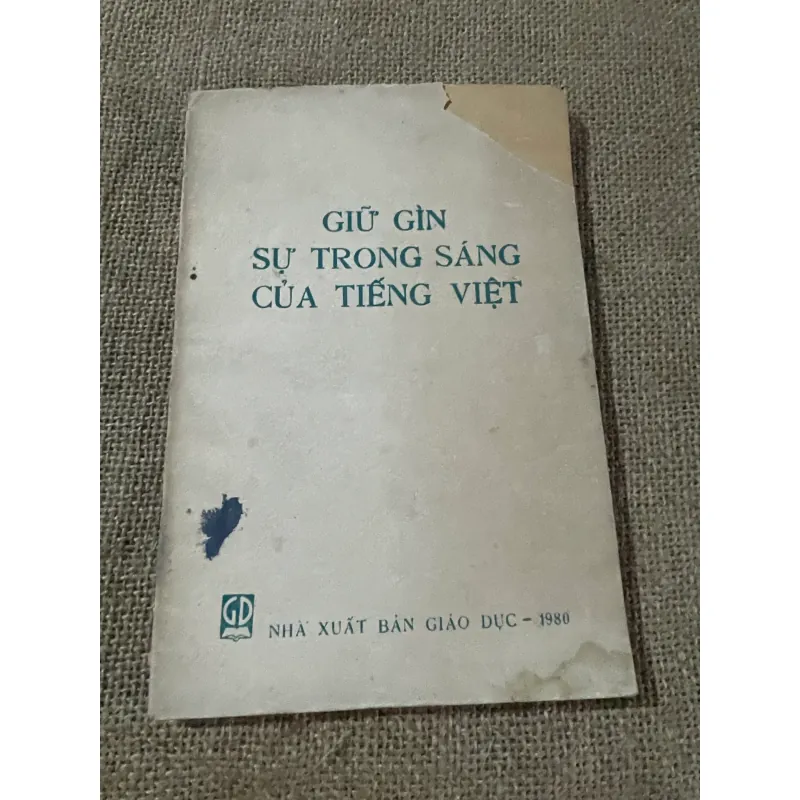 GIỮ GÌN
SỰ TRONG SÁNG
CỦA TIẾNG VIỆT
GD
NHÀ XUẤT BẢN GIÁO DỤC - 1980